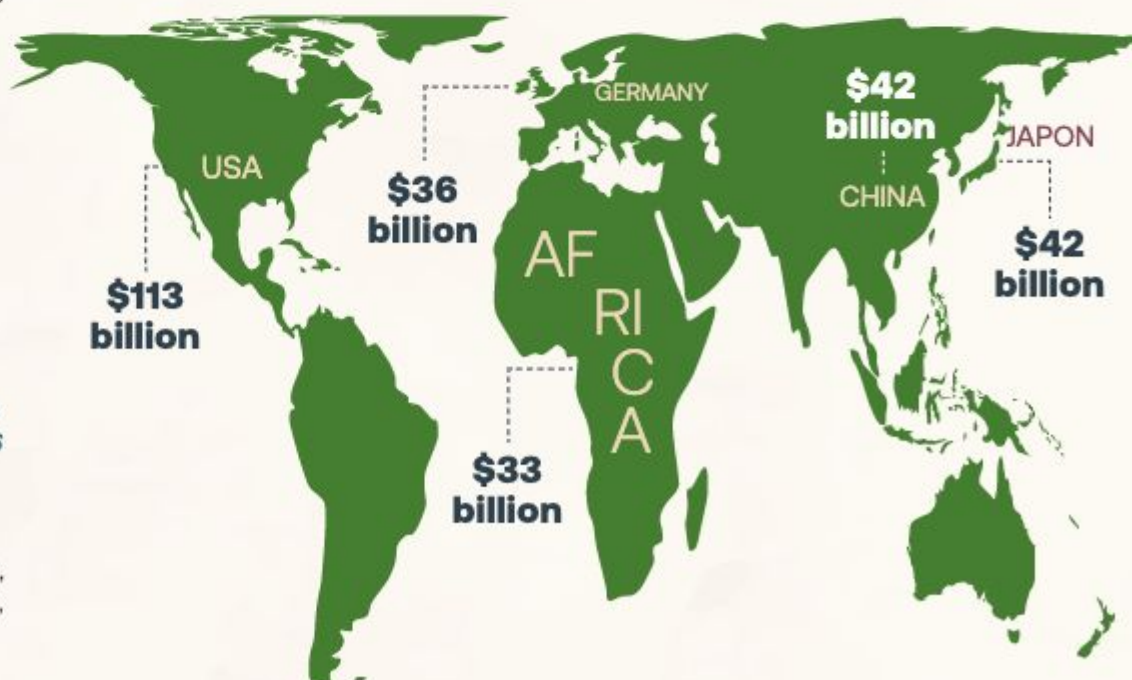 USA
$113
billion
$36
billion
GERMANY
AF
RI
C
A
$33
billion
$42
billion
CHINA
JAPON
$42
billion